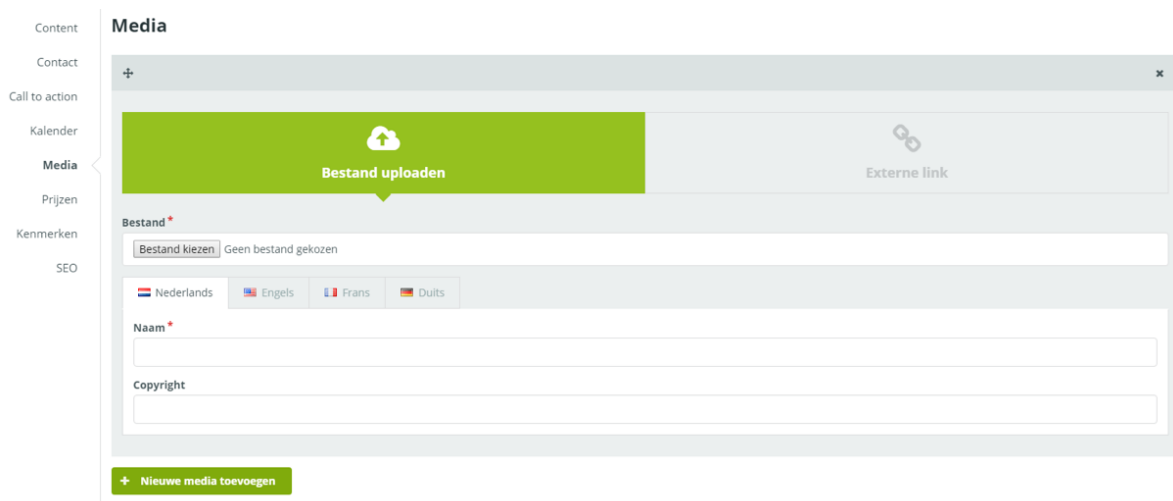 Content
Contact
Call to action
Kalender
Media
Prijzen
Kenmerken
SEO
Media
Bestand uploaden
Externe link
Bestand *
Bestand kiezen Geen bestand gekozen
Nederlands Engels Frans Duits
Naam *
Copyright
+ Nieuwe media toevoegen